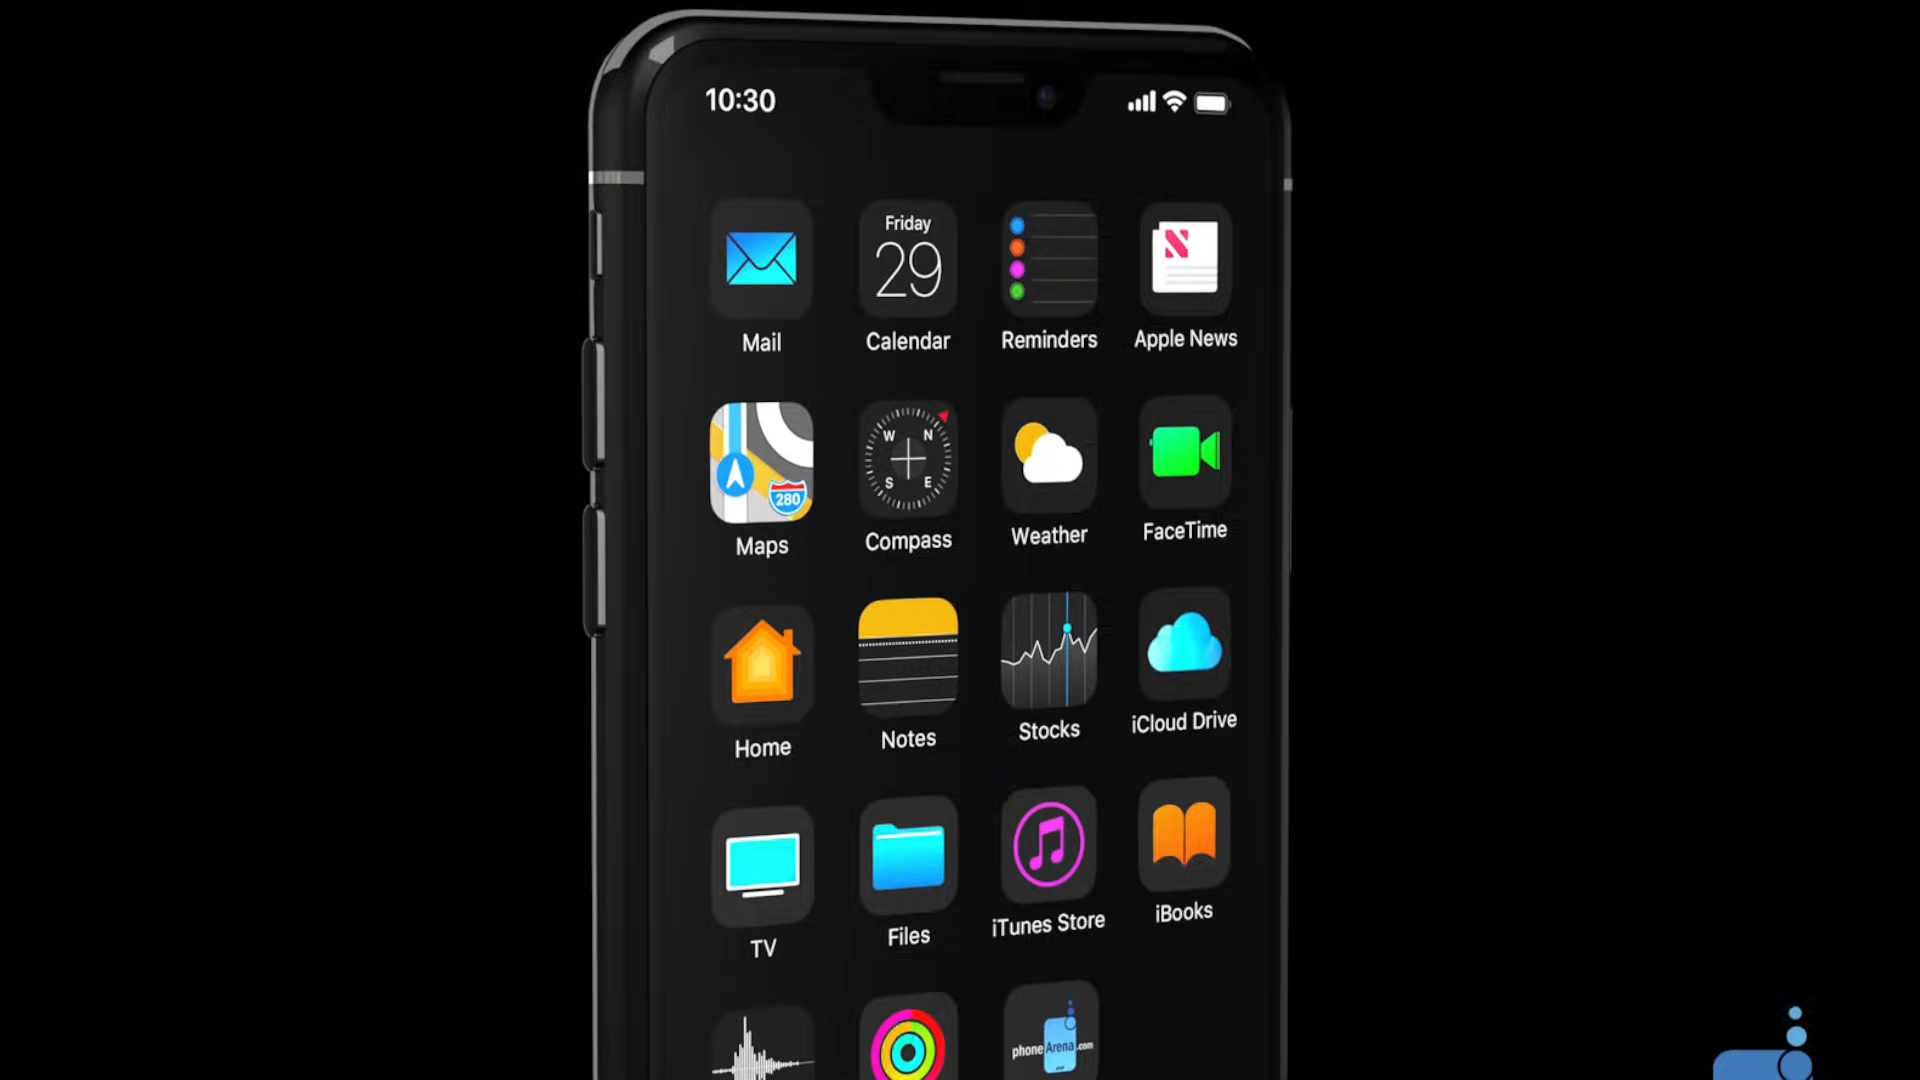 10:30
Friday
29
Mail
Calendar
Reminders
Apple News
W N
S E
280
Maps
Compass
Weather
FaceTime
Home
Notes
Stocks
iCloud Drive
TV
Files
iTunes Store
iBooks
phoneArena.com